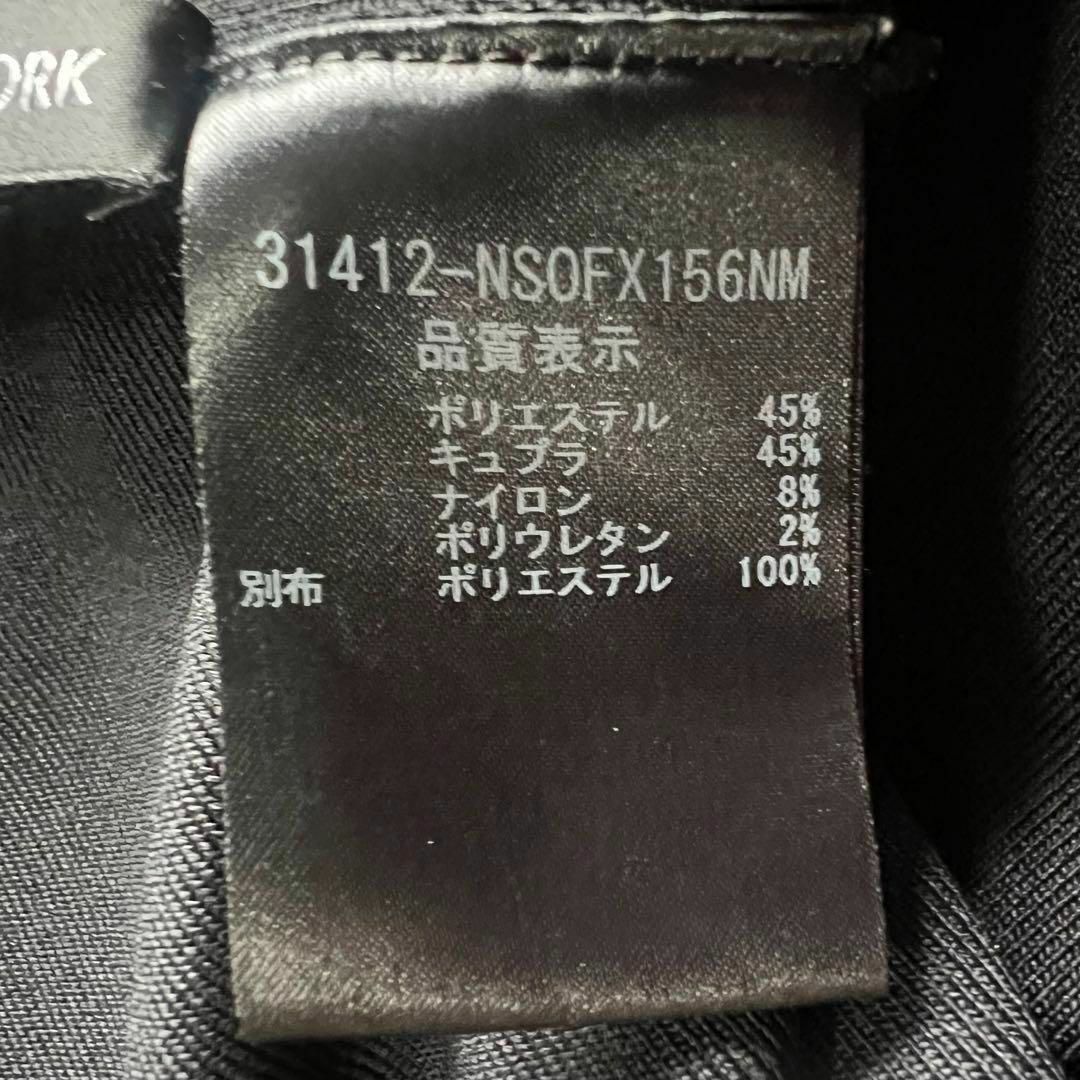 ORK
31412-NSOFX156NM
品質表示
ポリエステル 45%
キュプラ 45%
ナイロン 8%
ポリウレタン 2%
別布 ポリエステル 100%